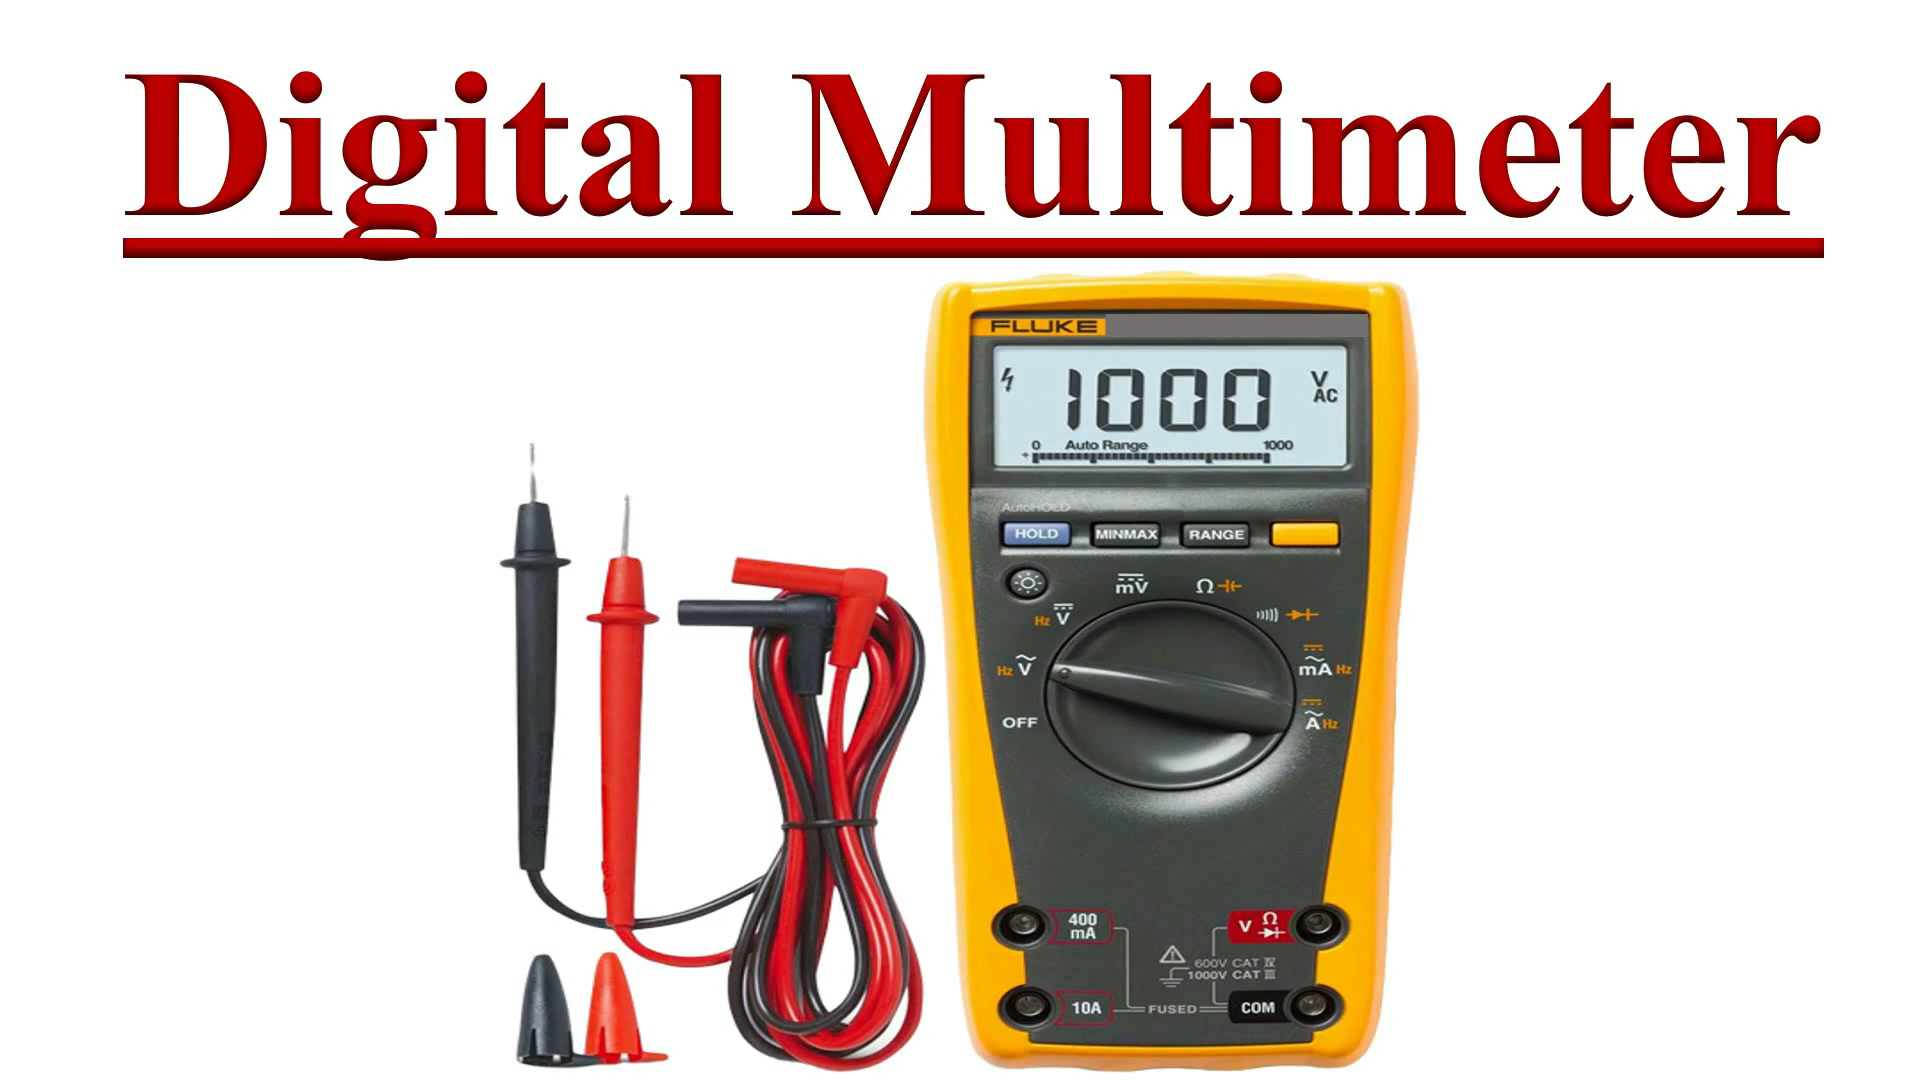 Digital Multimeter
FLUKE
1000 V AC
0 Auto Range 1000
AutoHOLD
HOLD MINMAX RANGE
mV Ω
Hz V
Hz V
mA Hz
OFF
A Hz
400 mA
V Ω
600V CAT IV
1000V CAT III
10A
FUSED
COM